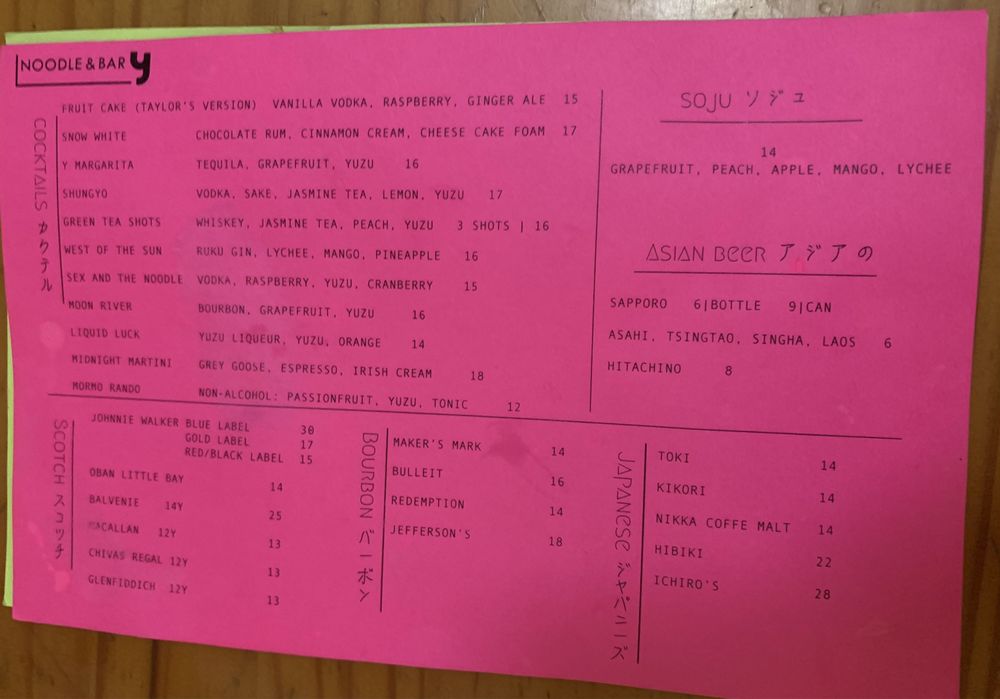 NOODLE & BAR y
COCKTAILS カクテル
FRUIT CAKE (TAYLOR'S VERSION) VANILLA VODKA, RASPBERRY, GINGER ALE 15
SNOW WHITE CHOCOLATE RUM, CINNAMON CREAM, CHEESE CAKE FOAM 17
Y MARGARITA TEQUILA, GRAPEFRUIT, YUZU 16
SHUNGYO VODKA, SAKE, JASMINE TEA, LEMON, YUZU 17
GREEN TEA SHOTS WHISKEY, JASMINE TEA, PEACH, YUZU 3 SHOTS | 16
WEST OF THE SUN RUKU GIN, LYCHEE, MANGO, PINEAPPLE 16
SEX AND THE NOODLE VODKA, RASPBERRY, YUZU, CRANBERRY 15
MOON RIVER BOURBON, GRAPEFRUIT, YUZU 16
LIQUID LUCK YUZU LIQUEUR, YUZU, ORANGE 14
MIDNIGHT MARTINI GREY GOOSE, ESPRESSO, IRISH CREAM 18
MORMO RANDO NON-ALCOHOL: PASSIONFRUIT, YUZU, TONIC 12
SOJU ソジュ
14
GRAPEFRUIT, PEACH, APPLE, MANGO, LYCHEE
ASIAN BEER アジアの
SAPPORO 6|BOTTLE 9|CAN
ASAHI, TSINGTAO, SINGHA, LAOS 6
HITACHINO 8
SCOTCH スコッチ
JOHNNIE WALKER BLUE LABEL 30
GOLD LABEL 17
RED/BLACK LABEL 15
OBAN LITTLE BAY 14
BALVENIE 14Y 25
MACALLAN 12Y 13
CHIVAS REGAL 12Y 13
GLENFIDDICH 12Y 13
BOURBON バーボン
MAKER'S MARK 14
BULLEIT 16
REDEMPTION 14
JEFFERSON'S 18
JAPANESE ジャパニーズ
TOKI 14
KIKORI 14
NIKKA COFFE MALT 14
HIBIKI 22
ICHIRO'S 28